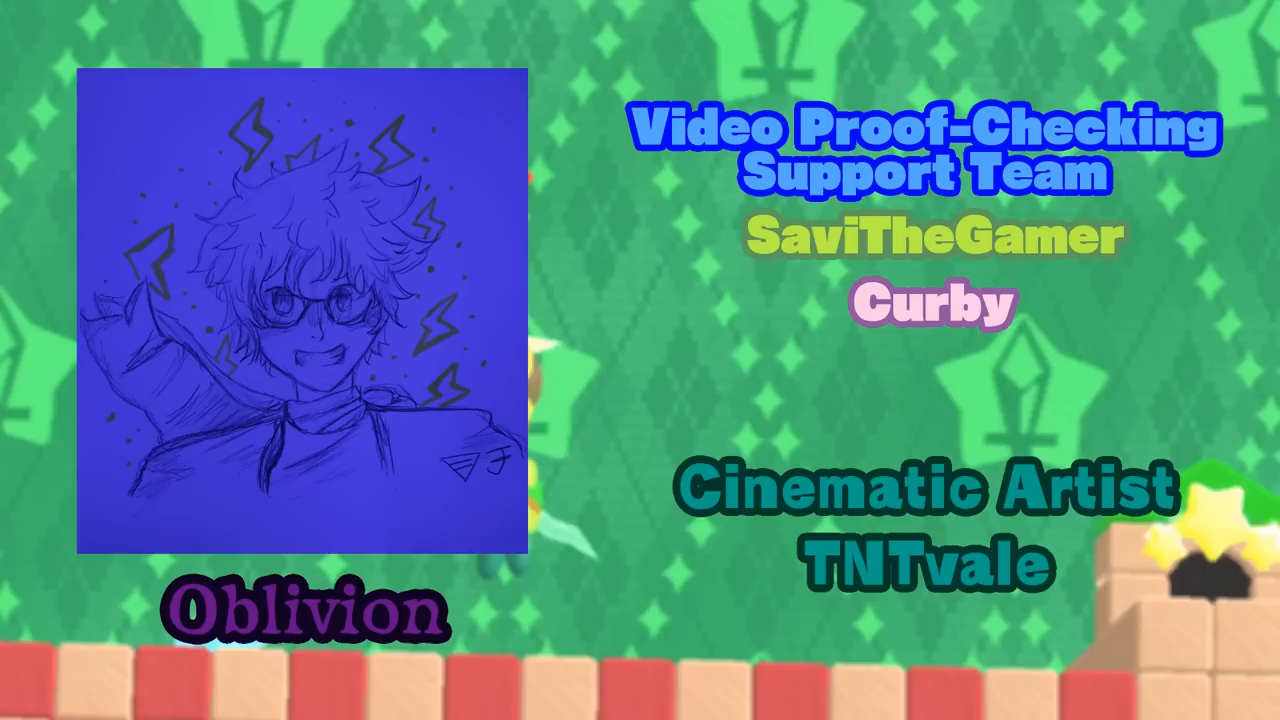 Video Proof-Checking
Support Team
SaviTheGamer
Curby
Cinematic Artist
TNTvale
Oblivion